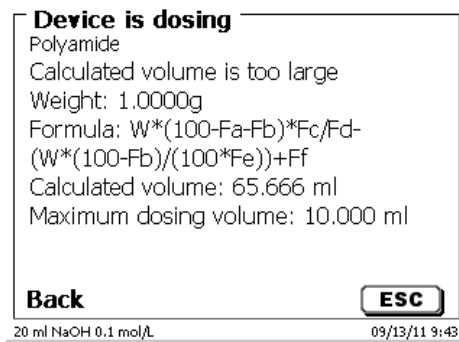 Device is dosing
Polyamide
Calculated volume is too large
Weight: 1.0000g
Formula: W*(100-Fa-Fb)*Fc/Fd-
(W*(100-Fb)/(100*Fe))+Ff
Calculated volume: 65.666 ml
Maximum dosing volume: 10.000 ml
Back ESC
20 ml NaOH 0.1 mol/L 09/13/11 9:43